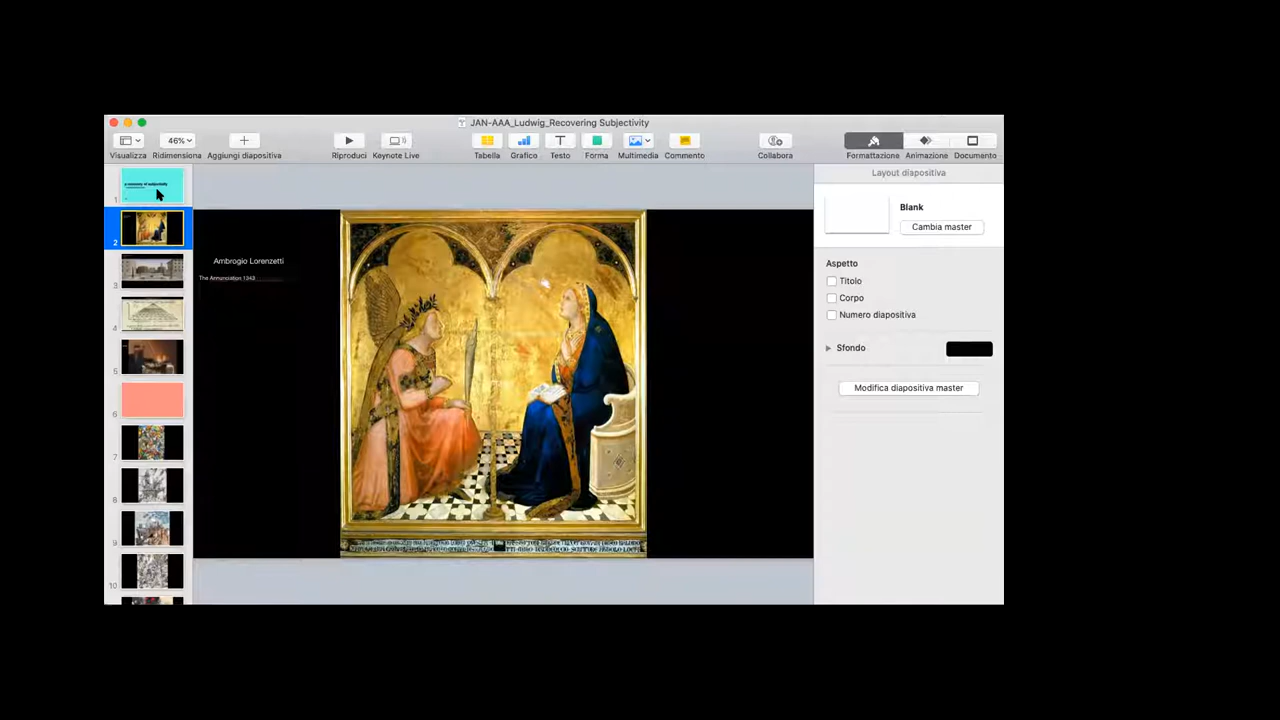 JAN-AAA_Ludwig_Recovering Subjectivity
46%
Visualizza
Ridimensiona
Aggiungi diapositiva
Riproduci
Keynote Live
Tabella
Grafico
Testo
Forma
Multimedia
Commento
Collabora
Formattazione
Animazione
Documento
1
2
3
4
5
6
7
8
9
10
Ambrogio Lorenzetti
The Annunciation 1343
Layout diapositiva
Blank
Cambia master
Aspetto
Titolo
Corpo
Numero diapositiva
Sfondo
Modifica diapositiva master